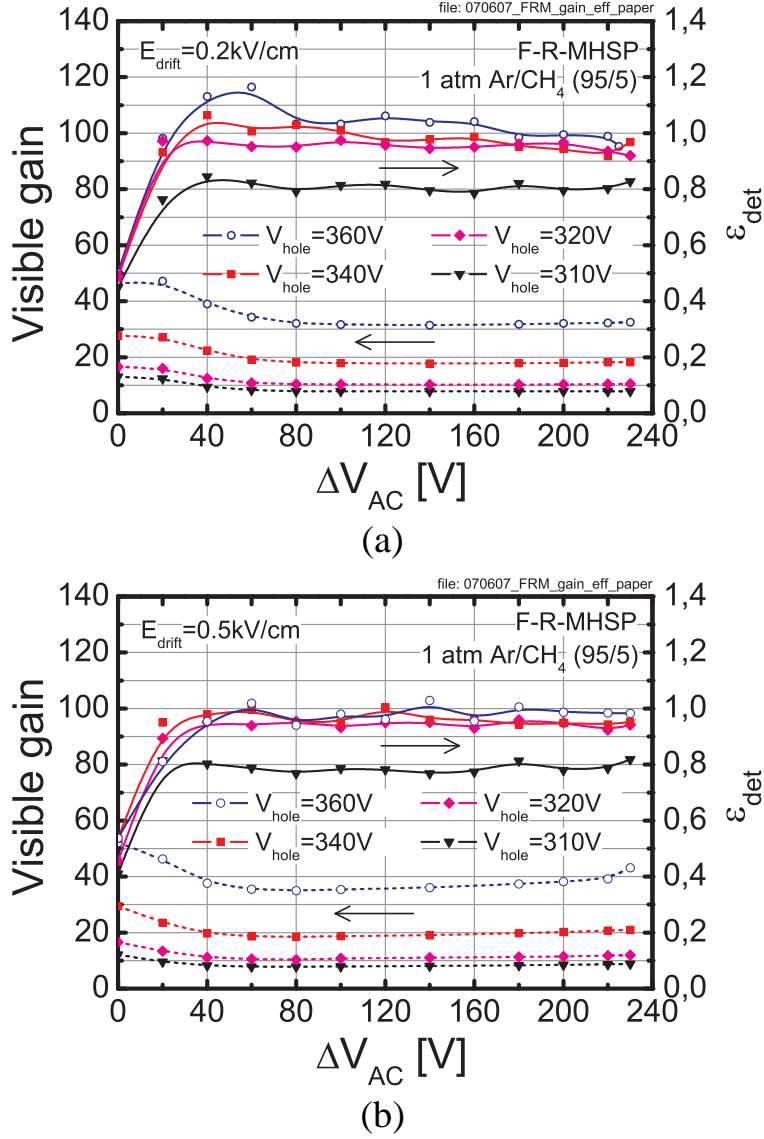 file: 070607_FRM_gain_eff_paper
E_drift=0.2kV/cm
F-R-MHSP
1 atm Ar/CH_4 (95/5)
Visible gain
140
120
100
80
60
40
20
0
1,4
1,2
1,0
0,8
0,6
0,4
0,2
0,0
ε_det
V_hole=360V
V_hole=320V
V_hole=340V
V_hole=310V
0 40 80 120 160 200 240
ΔV_AC [V]
(a)
file: 070607_FRM_gain_eff_paper
E_drift=0.5kV/cm
F-R-MHSP
1 atm Ar/CH_4 (95/5)
Visible gain
140
120
100
80
60
40
20
0
1,4
1,2
1,0
0,8
0,6
0,4
0,2
0,0
ε_det
V_hole=360V
V_hole=320V
V_hole=340V
V_hole=310V
0 40 80 120 160 200 240
ΔV_AC [V]
(b)